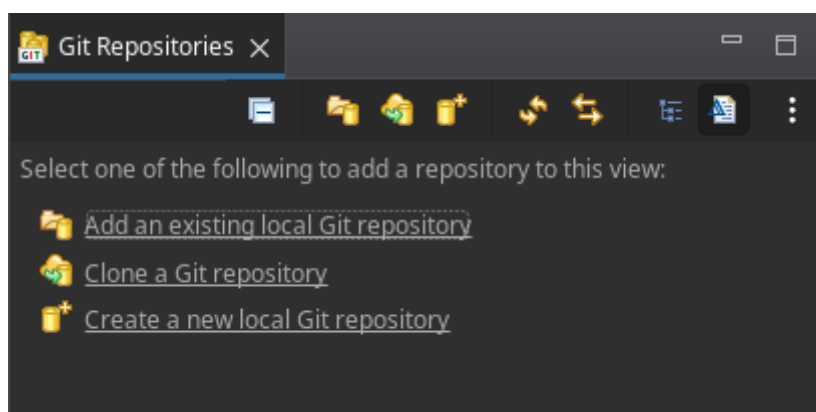 GIT Git Repositories
Select one of the following to add a repository to this view:
Add an existing local Git repository
Clone a Git repository
Create a new local Git repository